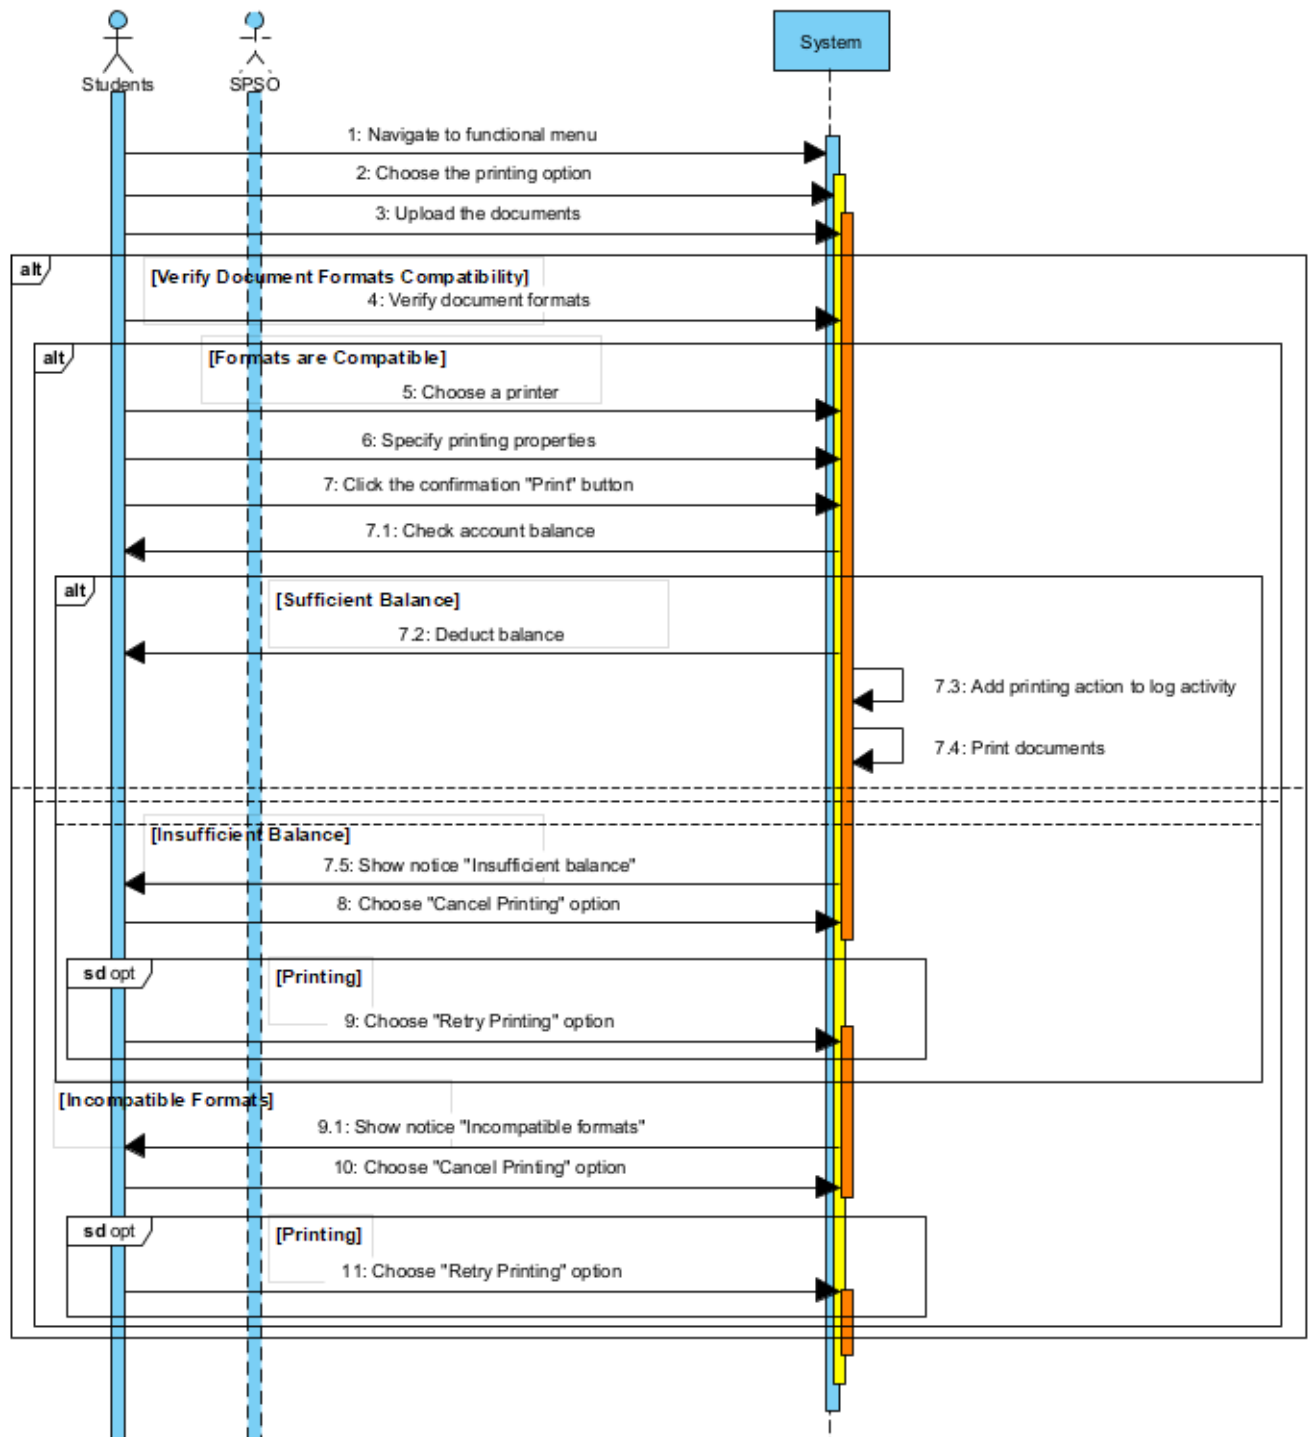 Students
SPSO
System
1: Navigate to functional menu
2: Choose the printing option
3: Upload the documents
alt
[Verify Document Formats Compatibility]
4: Verify document formats
alt
[Formats are Compatible]
5: Choose a printer
6: Specify printing properties
7: Click the confirmation "Print" button
7.1: Check account balance
alt
[Sufficient Balance]
7.2: Deduct balance
7.3: Add printing action to log activity
7.4: Print documents
[Insufficient Balance]
7.5: Show notice "Insufficient balance"
8: Choose "Cancel Printing" option
sd opt
[Printing]
9: Choose "Retry Printing" option
[Incompatible Formats]
9.1: Show notice "Incompatible formats"
10: Choose "Cancel Printing" option
sd opt
[Printing]
11: Choose "Retry Printing" option